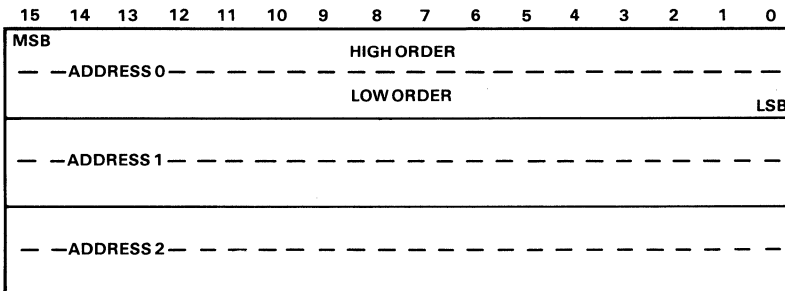 15 14 13 12 11 10 9 8 7 6 5 4 3 2 1 0
MSB
HIGH ORDER
ADDRESS 0
LOW ORDER
LSB
ADDRESS 1
ADDRESS 2